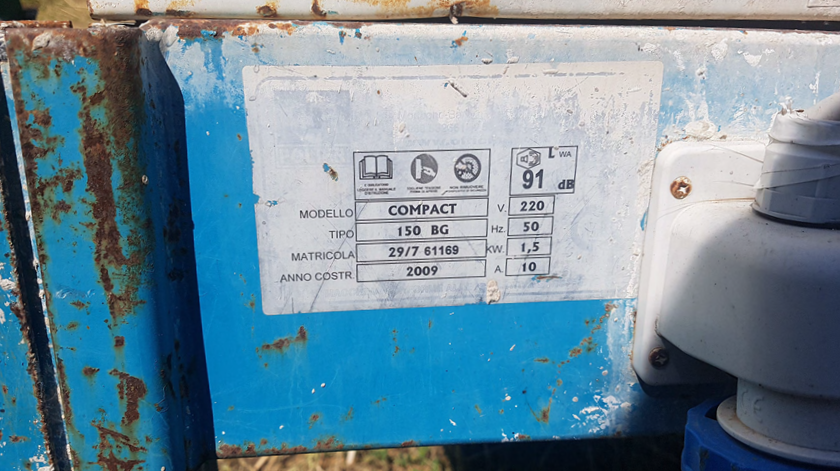 L WA
91 dB
MODELLO COMPACT V. 220
TIPO 150 BG Hz. 50
MATRICOLA 29/7 61169 KW. 1,5
ANNO COSTR. 2009 A. 10